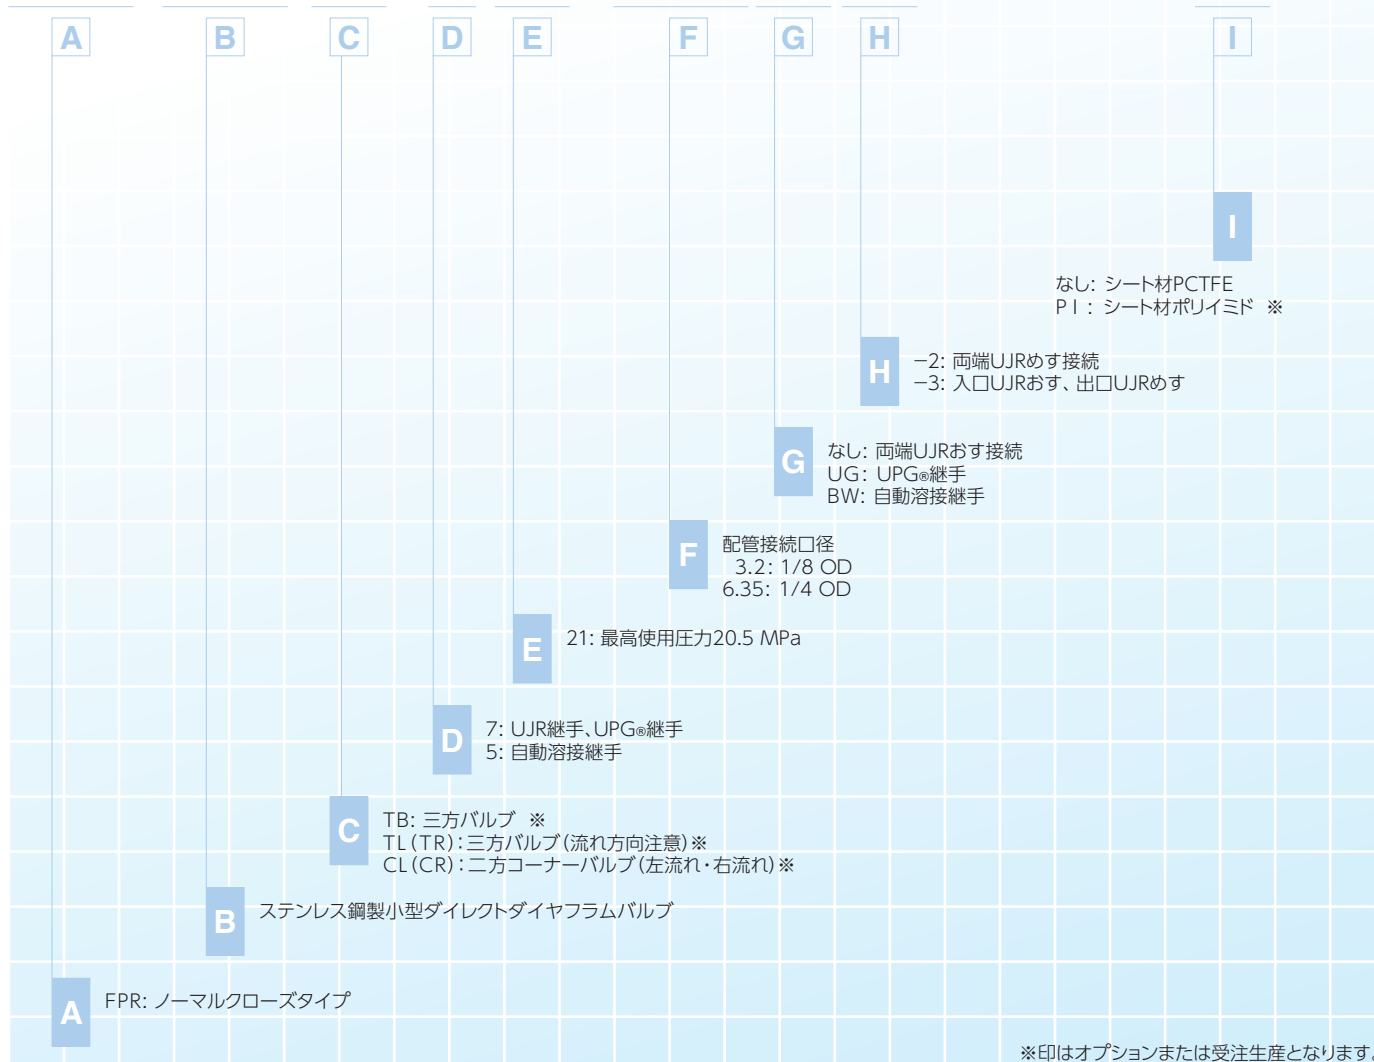 A B C D E F G H I
I
なし: シート材PCTFE
PI: シート材ポリイミド ※
H
−2: 両端UJRめす接続
−3: 入口UJRおす、出口UJRめす
G
なし: 両端UJRおす接続
UG: UPG®継手
BW: 自動溶接継手
F
配管接続口径
3.2: 1/8 OD
6.35: 1/4 OD
E
21: 最高使用圧力20.5 MPa
D
7: UJR継手、UPG®継手
5: 自動溶接継手
C
TB: 三方バルブ ※
TL(TR):三方バルブ(流れ方向注意)※
CL(CR):二方コーナーバルブ(左流れ・右流れ)※
B
ステンレス鋼製小型ダイレクトダイヤフラムバルブ
A
FPR: ノーマルクローズタイプ
※印はオプションまたは受注生産となります。